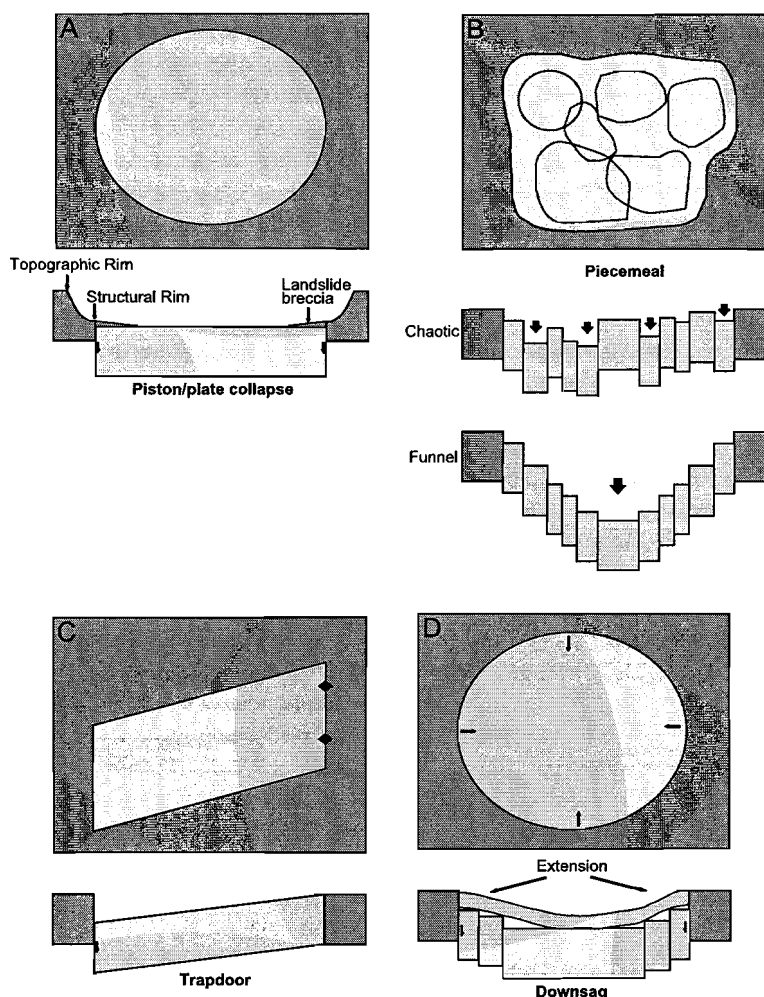 A
B
Topographic Rim
Structural Rim
Landslide
breccia
Piston/plate collapse
Piecemeal
Chaotic
Funnel
C
D
Trapdoor
Extension
Downsag